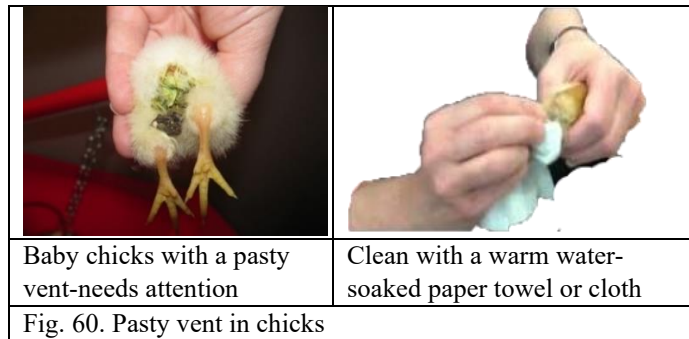 Baby chicks with a pasty
vent-needs attention
Clean with a warm water-
soaked paper towel or cloth
Fig. 60. Pasty vent in chicks